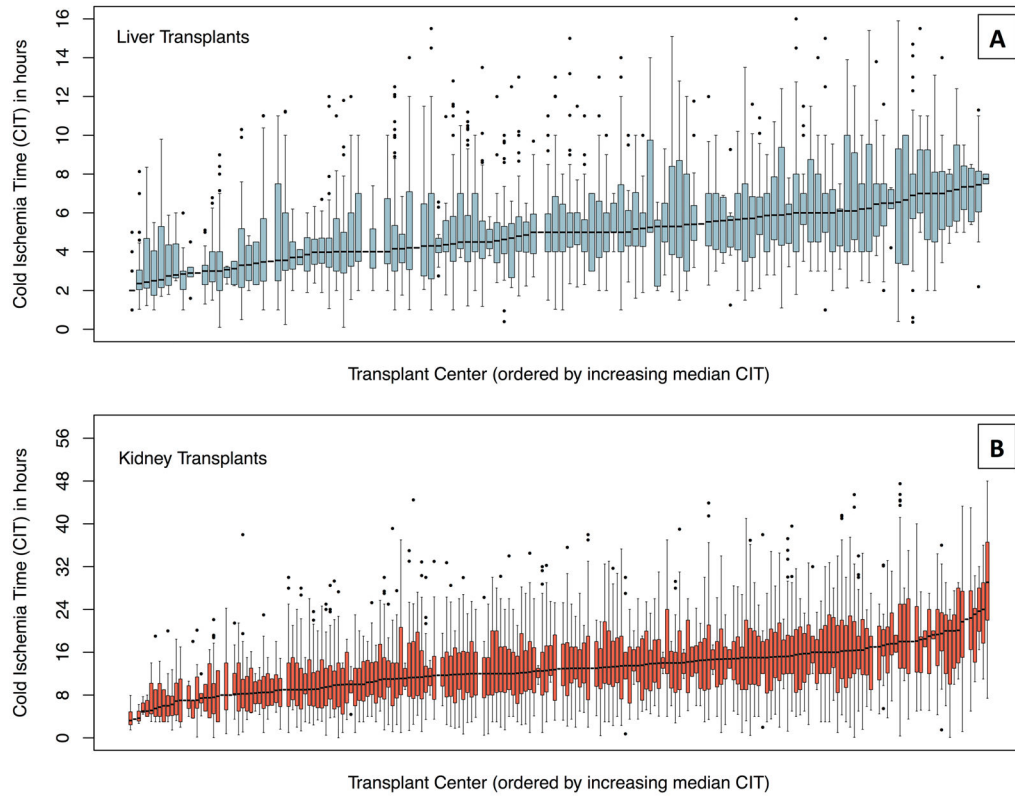 Liver Transplants
A
16
14
12
10
8
6
4
2
0
Cold Ischemia Time (CIT) in hours
Transplant Center (ordered by increasing median CIT)
Kidney Transplants
B
56
48
40
32
24
16
8
0
Cold Ischemia Time (CIT) in hours
Transplant Center (ordered by increasing median CIT)